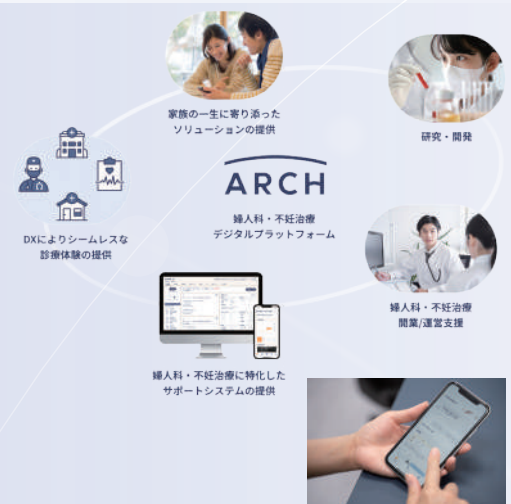 家族の一生に寄り添った
ソリューションの提供
研究・開発
ARCH
婦人科・不妊治療
デジタルプラットフォーム
DXによりシームレスな
診療体験の提供
婦人科・不妊治療
開業/運営支援
婦人科・不妊治療に特化した
サポートシステムの提供